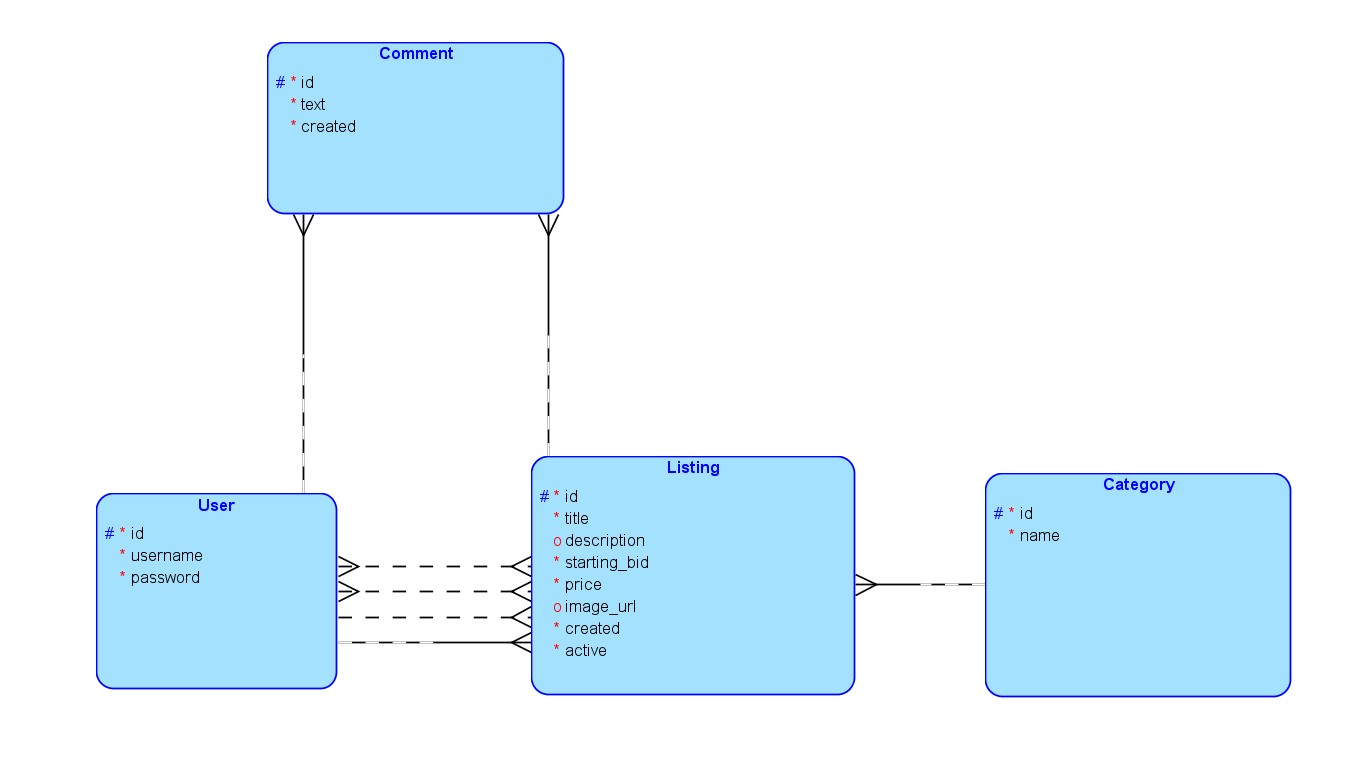 Comment
# * id
* text
* created
User
# * id
* username
* password
Listing
# * id
* title
o description
* starting_bid
* price
o image_url
* created
* active
Category
# * id
* name